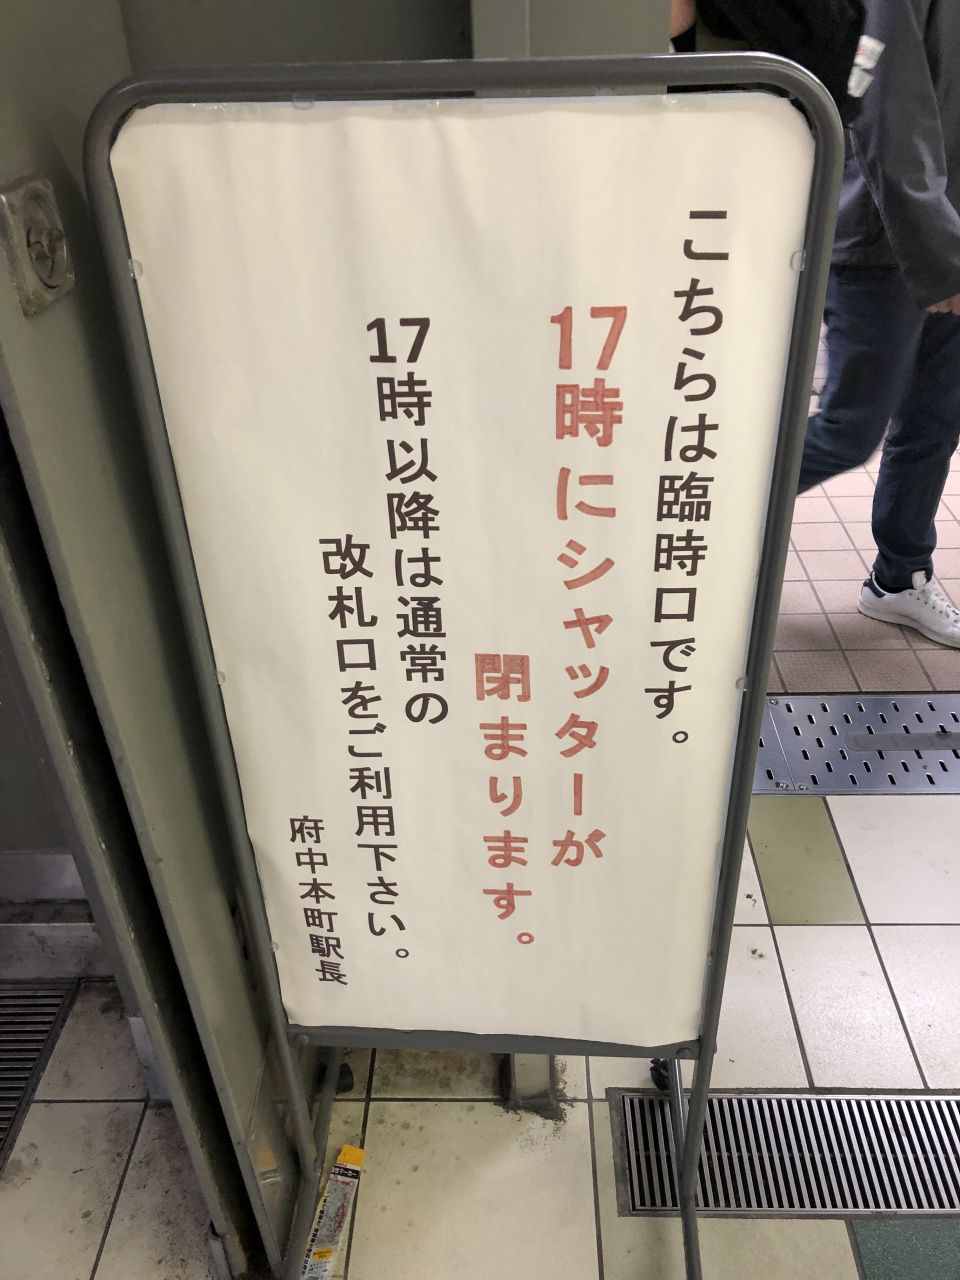 こちらは臨時口です。
17時にシャッターが
閉まります。
17時以降は通常の
改札口をご利用下さい。
府中本町駅長